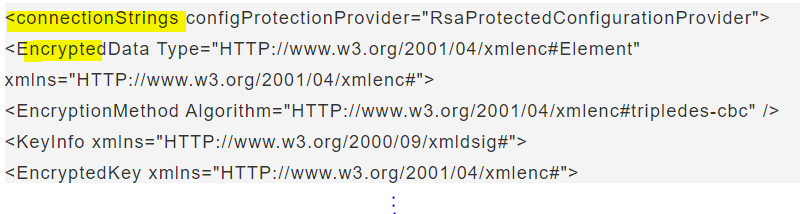 <connectionStrings configProtectionProvider="RsaProtectedConfigurationProvider">
<EncryptedData Type="HTTP://www.w3.org/2001/04/xmlenc#Element"
xmlns="HTTP://www.w3.org/2001/04/xmlenc#">
<EncryptionMethod Algorithm="HTTP://www.w3.org/2001/04/xmlenc#tripledes-cbc" />
<KeyInfo xmlns="HTTP://www.w3.org/2000/09/xmldsig#">
<EncryptedKey xmlns="HTTP://www.w3.org/2001/04/xmlenc#">
⋮